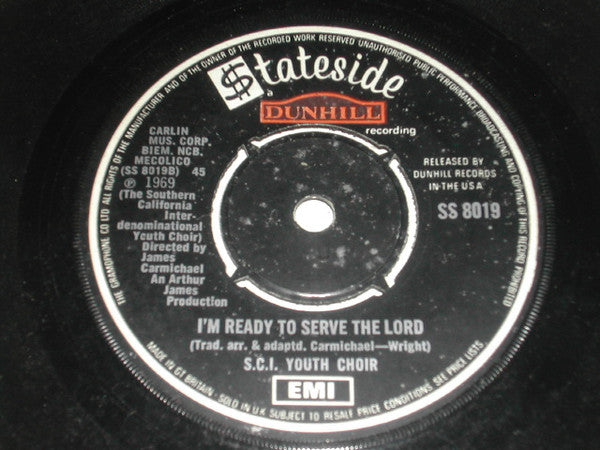 THE GRAMOPHONE CO LTD ALL RIGHTS OF THE MANUFACTURER AND OF THE OWNER OF THE RECORDED WORK RESERVED UNAUTHORISED PUBLIC PERFORMANCE BROADCASTING AND COPYING OF THIS RECORD PROHIBITED
$tateside
DUNHILL
recording
CARLIN
MUS. CORP.
BIEM. NCB.
MECOLICO
(SS 8019B) 45
℗ 1969
(The Southern
California
Inter-
denominational
Youth Choir)
Directed by
James
Carmichael
An Arthur
James
Production
RELEASED BY
DUNHILL RECORDS
IN THE U S A
SS 8019
I'M READY TO SERVE THE LORD
(Trad. arr. & adaptd. Carmichael—Wright)
S.C.I. YOUTH CHOIR
EMI
MADE IN GT BRITAIN · SOLD IN U.K SUBJECT TO RESALE PRICE CONDITIONS SEE PRICE LISTS